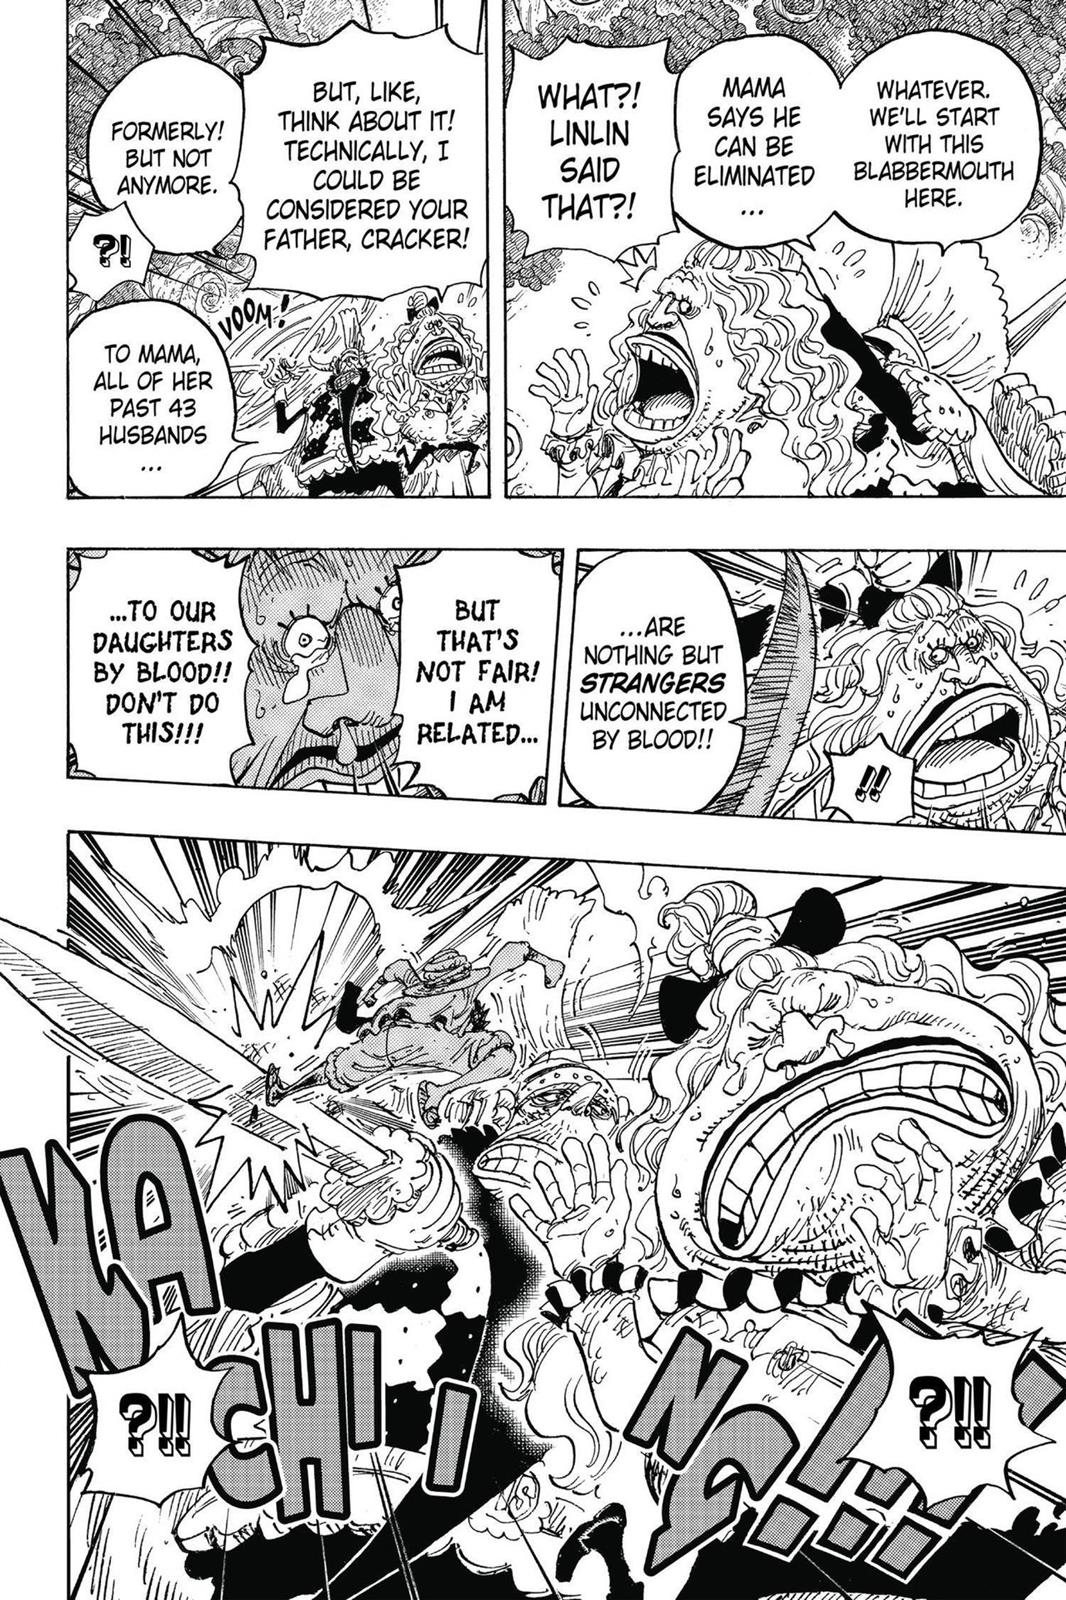 WHATEVER.
WE'LL START
WITH THIS
BLABBERMOUTH
HERE.
MAMA
SAYS HE
CAN BE
ELIMINATED
...
WHAT?!
LINLIN
SAID
THAT?!
BUT, LIKE,
THINK ABOUT IT!
TECHNICALLY, I
COULD BE
CONSIDERED YOUR
FATHER, CRACKER!
FORMERLY!
BUT NOT
ANYMORE.
?!
VOOM!
TO MAMA,
ALL OF HER
PAST 43
HUSBANDS
...
...ARE
NOTHING BUT
STRANGERS
UNCONNECTED
BY BLOOD!!
!!
BUT
THAT'S
NOT FAIR!
I AM
RELATED...
...TO OUR
DAUGHTERS
BY BLOOD!!
DON'T DO
THIS!!!
KA
CHI
I
NG
!!!
?!!
?!!